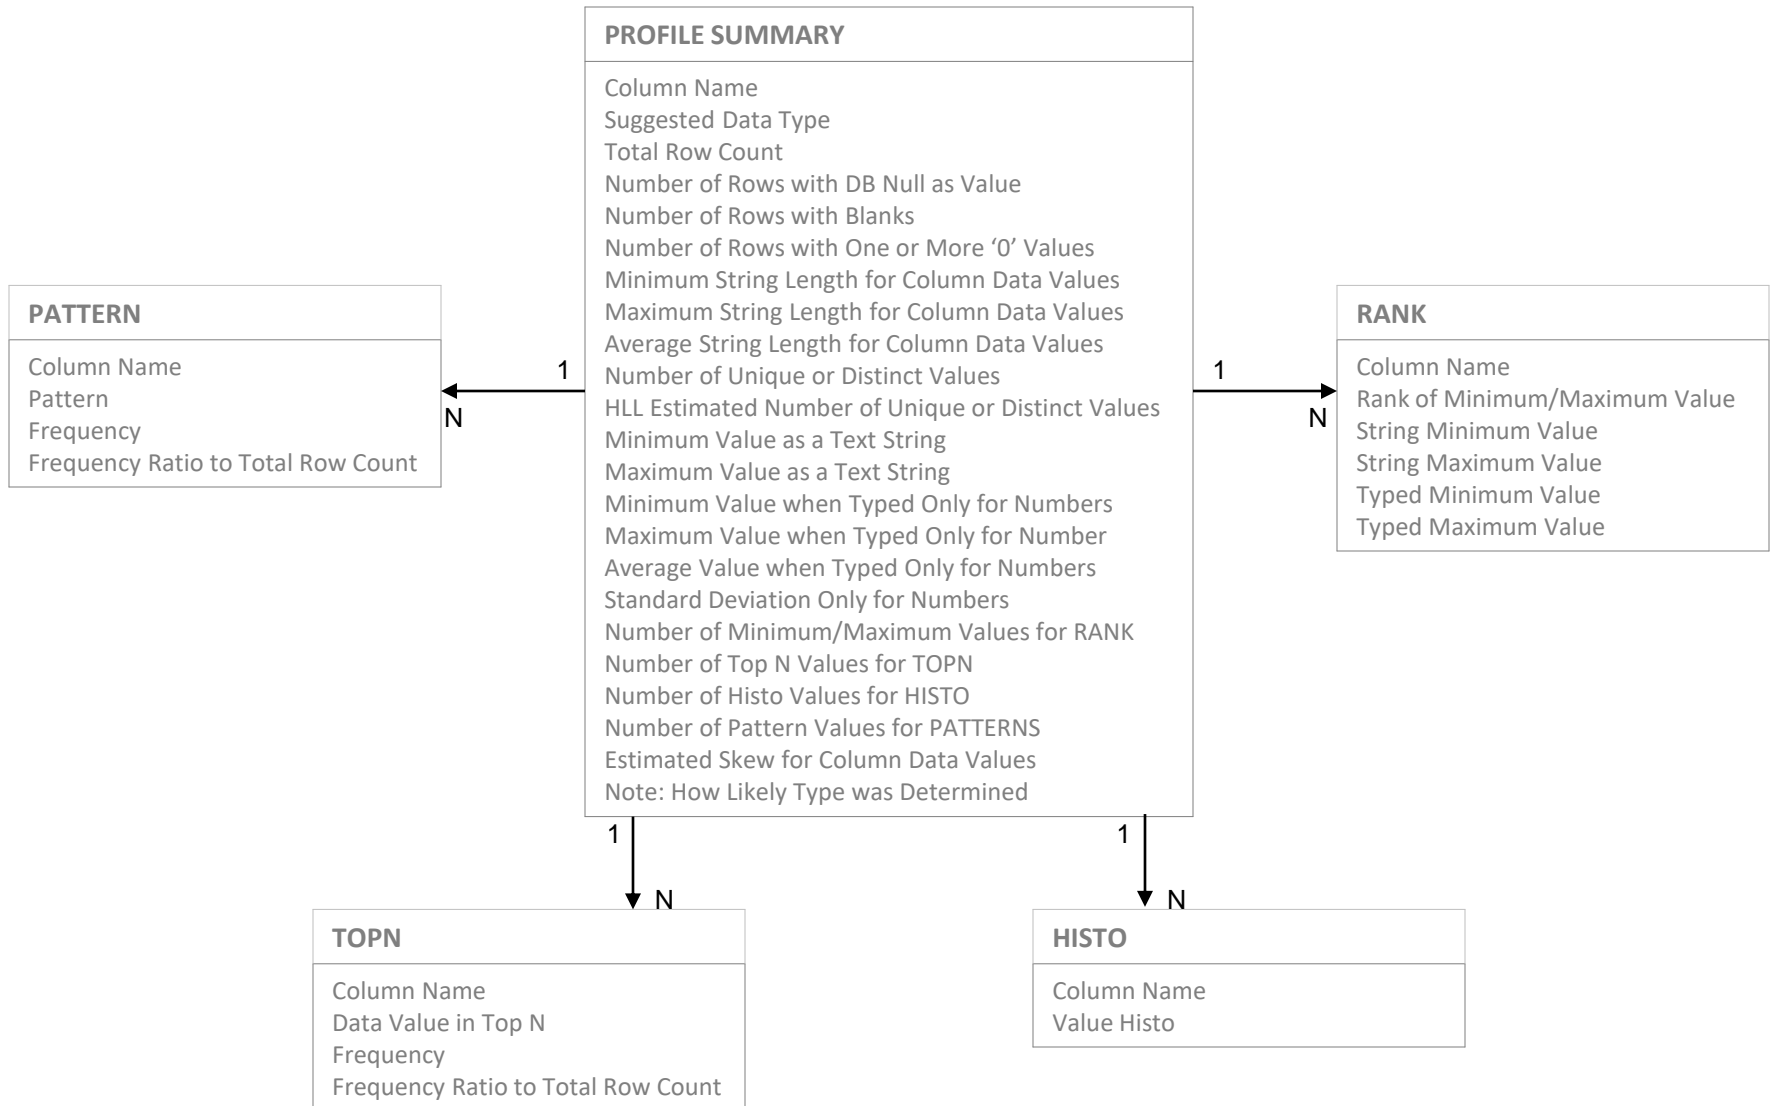 PROFILE SUMMARY
Column Name
Suggested Data Type
Total Row Count
Number of Rows with DB Null as Value
Number of Rows with Blanks
Number of Rows with One or More ‘0’ Values
Minimum String Length for Column Data Values
Maximum String Length for Column Data Values
Average String Length for Column Data Values
Number of Unique or Distinct Values
HLL Estimated Number of Unique or Distinct Values
Minimum Value as a Text String
Maximum Value as a Text String
Minimum Value when Typed Only for Numbers
Maximum Value when Typed Only for Number
Average Value when Typed Only for Numbers
Standard Deviation Only for Numbers
Number of Minimum/Maximum Values for RANK
Number of Top N Values for TOPN
Number of Histo Values for HISTO
Number of Pattern Values for PATTERNS
Estimated Skew for Column Data Values
Note: How Likely Type was Determined
PATTERN
Column Name
Pattern
Frequency
Frequency Ratio to Total Row Count
1
N
1
N
RANK
Column Name
Rank of Minimum/Maximum Value
String Minimum Value
String Maximum Value
Typed Minimum Value
Typed Maximum Value
1
N
1
N
TOPN
Column Name
Data Value in Top N
Frequency
Frequency Ratio to Total Row Count
HISTO
Column Name
Value Histo